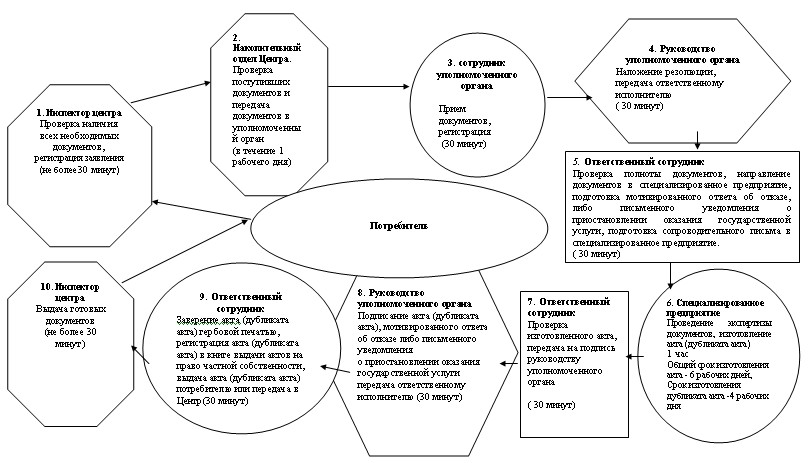 1. Инспектор центра
Проверка наличия
всех необходимых
документов,
регистрация заявления
(не более 30 минут)
2.
Накопительный
отдел Центра.
Проверка
поступивших
документов и
передача
документов в
уполномоченны
й орган
(в течение 1
рабочего дня)
3. сотрудник
уполномоченного
органа
Прием
документов,
регистрация
(30 минут)
4. Руководство
уполномоченного органа
Наложение резолюции,
передача ответственному
исполнителю
( 30 минут)
5. Ответственный сотрудник
Проверка полноты документов, направление
документов в специализированное предприятие,
подготовка мотивированного ответа об отказе,
либо письменного уведомления о
приостановлении оказания государственной
услуги, подготовка сопроводительного письма в
специализированное предприятие.
( 30 минут)
Потребитель
6. Специализированное
предприятие
Проведение экспертизы
документов, изготовление
акта (дубликата акта)
1 час
Общий срок изготовления
акта - 6 рабочих дней,
Срок изготовления
дубликата акта -4 рабочих
дня
7. Ответственный
сотрудник
Проверка
изготовленного акта,
передача на подпись
руководству
уполномоченного
органа
( 30 минут)
8. Руководство
уполномоченного органа
Подписание акта (дубликата
акта), мотивированного ответа
об отказе либо письменного
уведомления
о приостановлении оказания
государственной услуги
передача ответственному
исполнителю (30 минут)
9. Ответственный
сотрудник
Заверение акта (дубликата
акта) гербовой печатью,
регистрация акта (дубликата
акта) в книге выдачи актов на
право частной собственности,
выдача акта (дубликата акта)
потребителю или передача в
Центр (30 минут)
10. Инспектор
центра
Выдача готовых
документов
(не более 30
минут)